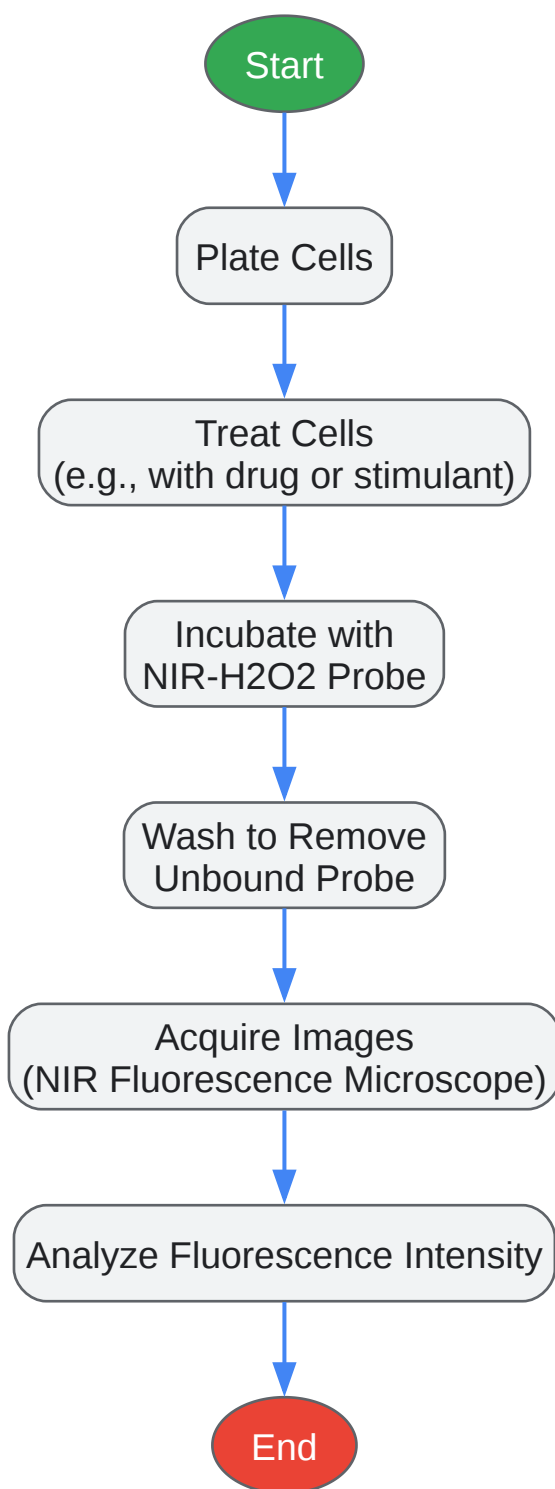 Start
Plate Cells
Treat Cells
(e.g., with drug or stimulant)
Incubate with
NIR-H2O2 Probe
Wash to Remove
Unbound Probe
Acquire Images
(NIR Fluorescence Microscope)
Analyze Fluorescence Intensity
End